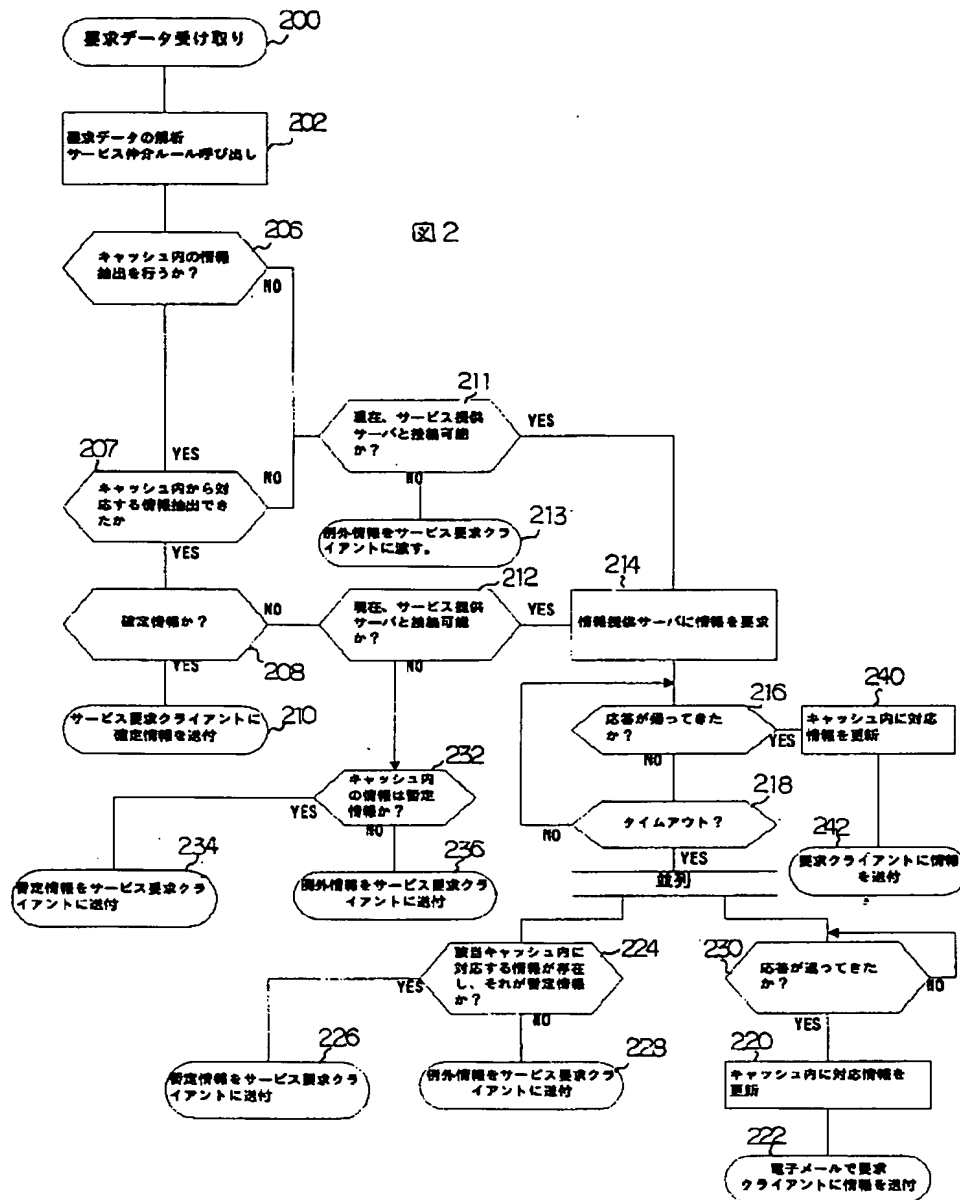 200
要求データ受け取り
202
要求データの解析
サービス仲介ルール呼び出し
図2
206
キャッシュ内の情報
抽出を行うか?
NO
YES
211
現在、サービス提供
サーバと接続可能
か?
YES
NO
207
キャッシュ内から対
応する情報抽出でき
たか
NO
YES
213
例外情報をサービス要求クラ
イアントに渡す。
212
現在、サービス提供
サーバと接続可能
か?
YES
NO
214
情報提供サーバに情報を要求
確定情報か?
NO
208
YES
サービス要求クライアントに
確定情報を送付
210
216
応答が帰ってきた
か?
YES
NO
240
キャッシュ内に対応
情報を更新
232
キャッシュ内
の情報は暫定
情報か?
YES
NO
218
タイムアウト?
NO
YES
242
要求クライアントに情報
を送付
234
暫定情報をサービス要求クラ
イアントに送付
236
例外情報をサービス要求クラ
イアントに送付
並列
224
該当キャッシュ内に
対応する情報が存在
し、それが暫定情報
か?
YES
NO
230
応答が返ってきた
か?
NO
YES
226
暫定情報をサービス要求クラ
イアントに送付
228
例外情報をサービス要求クラ
イアントに送付
220
キャッシュ内に対応情報を
更新
222
電子メールで要求
クライアントに情報を送付